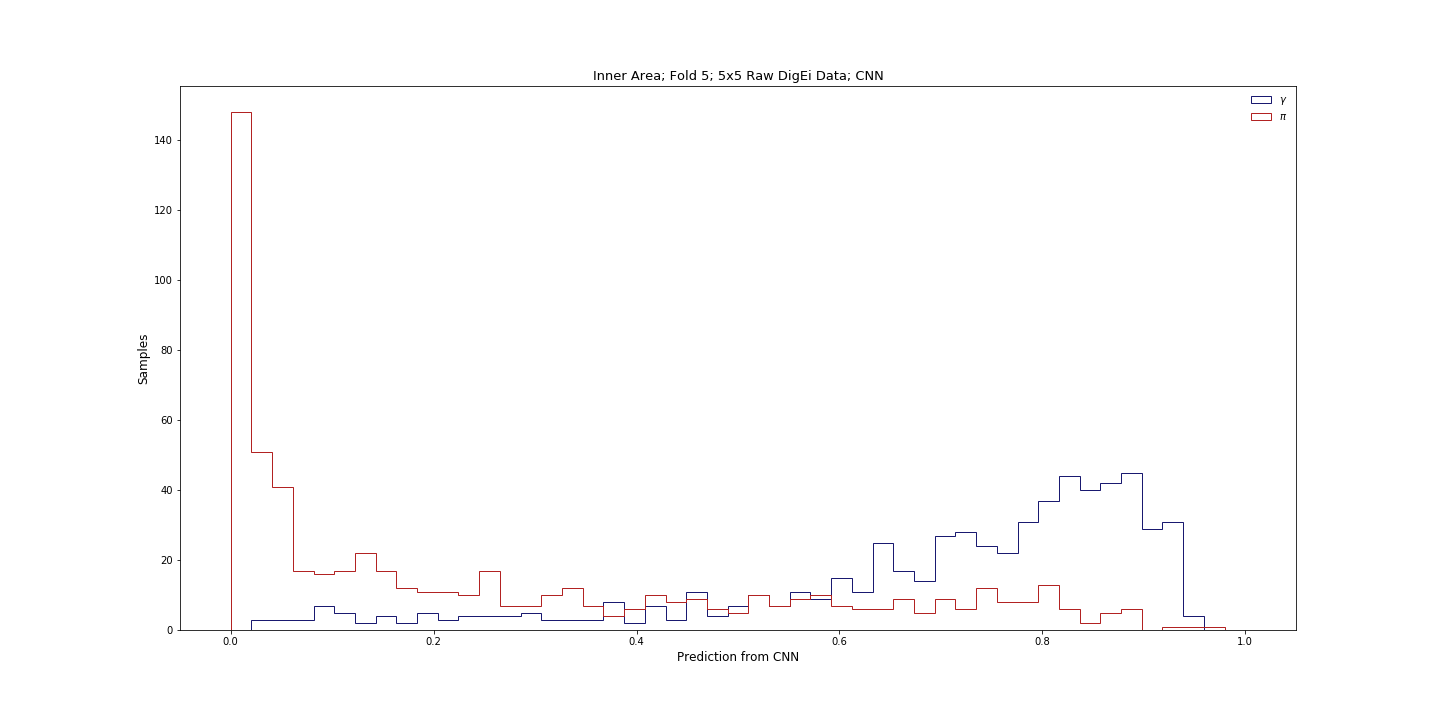 Inner Area; Fold 5; 5x5 Raw DigEi Data; CNN
γ
π
140
120
100
80
60
40
20
0
Samples
0.0 0.2 0.4 0.6 0.8 1.0
Prediction from CNN